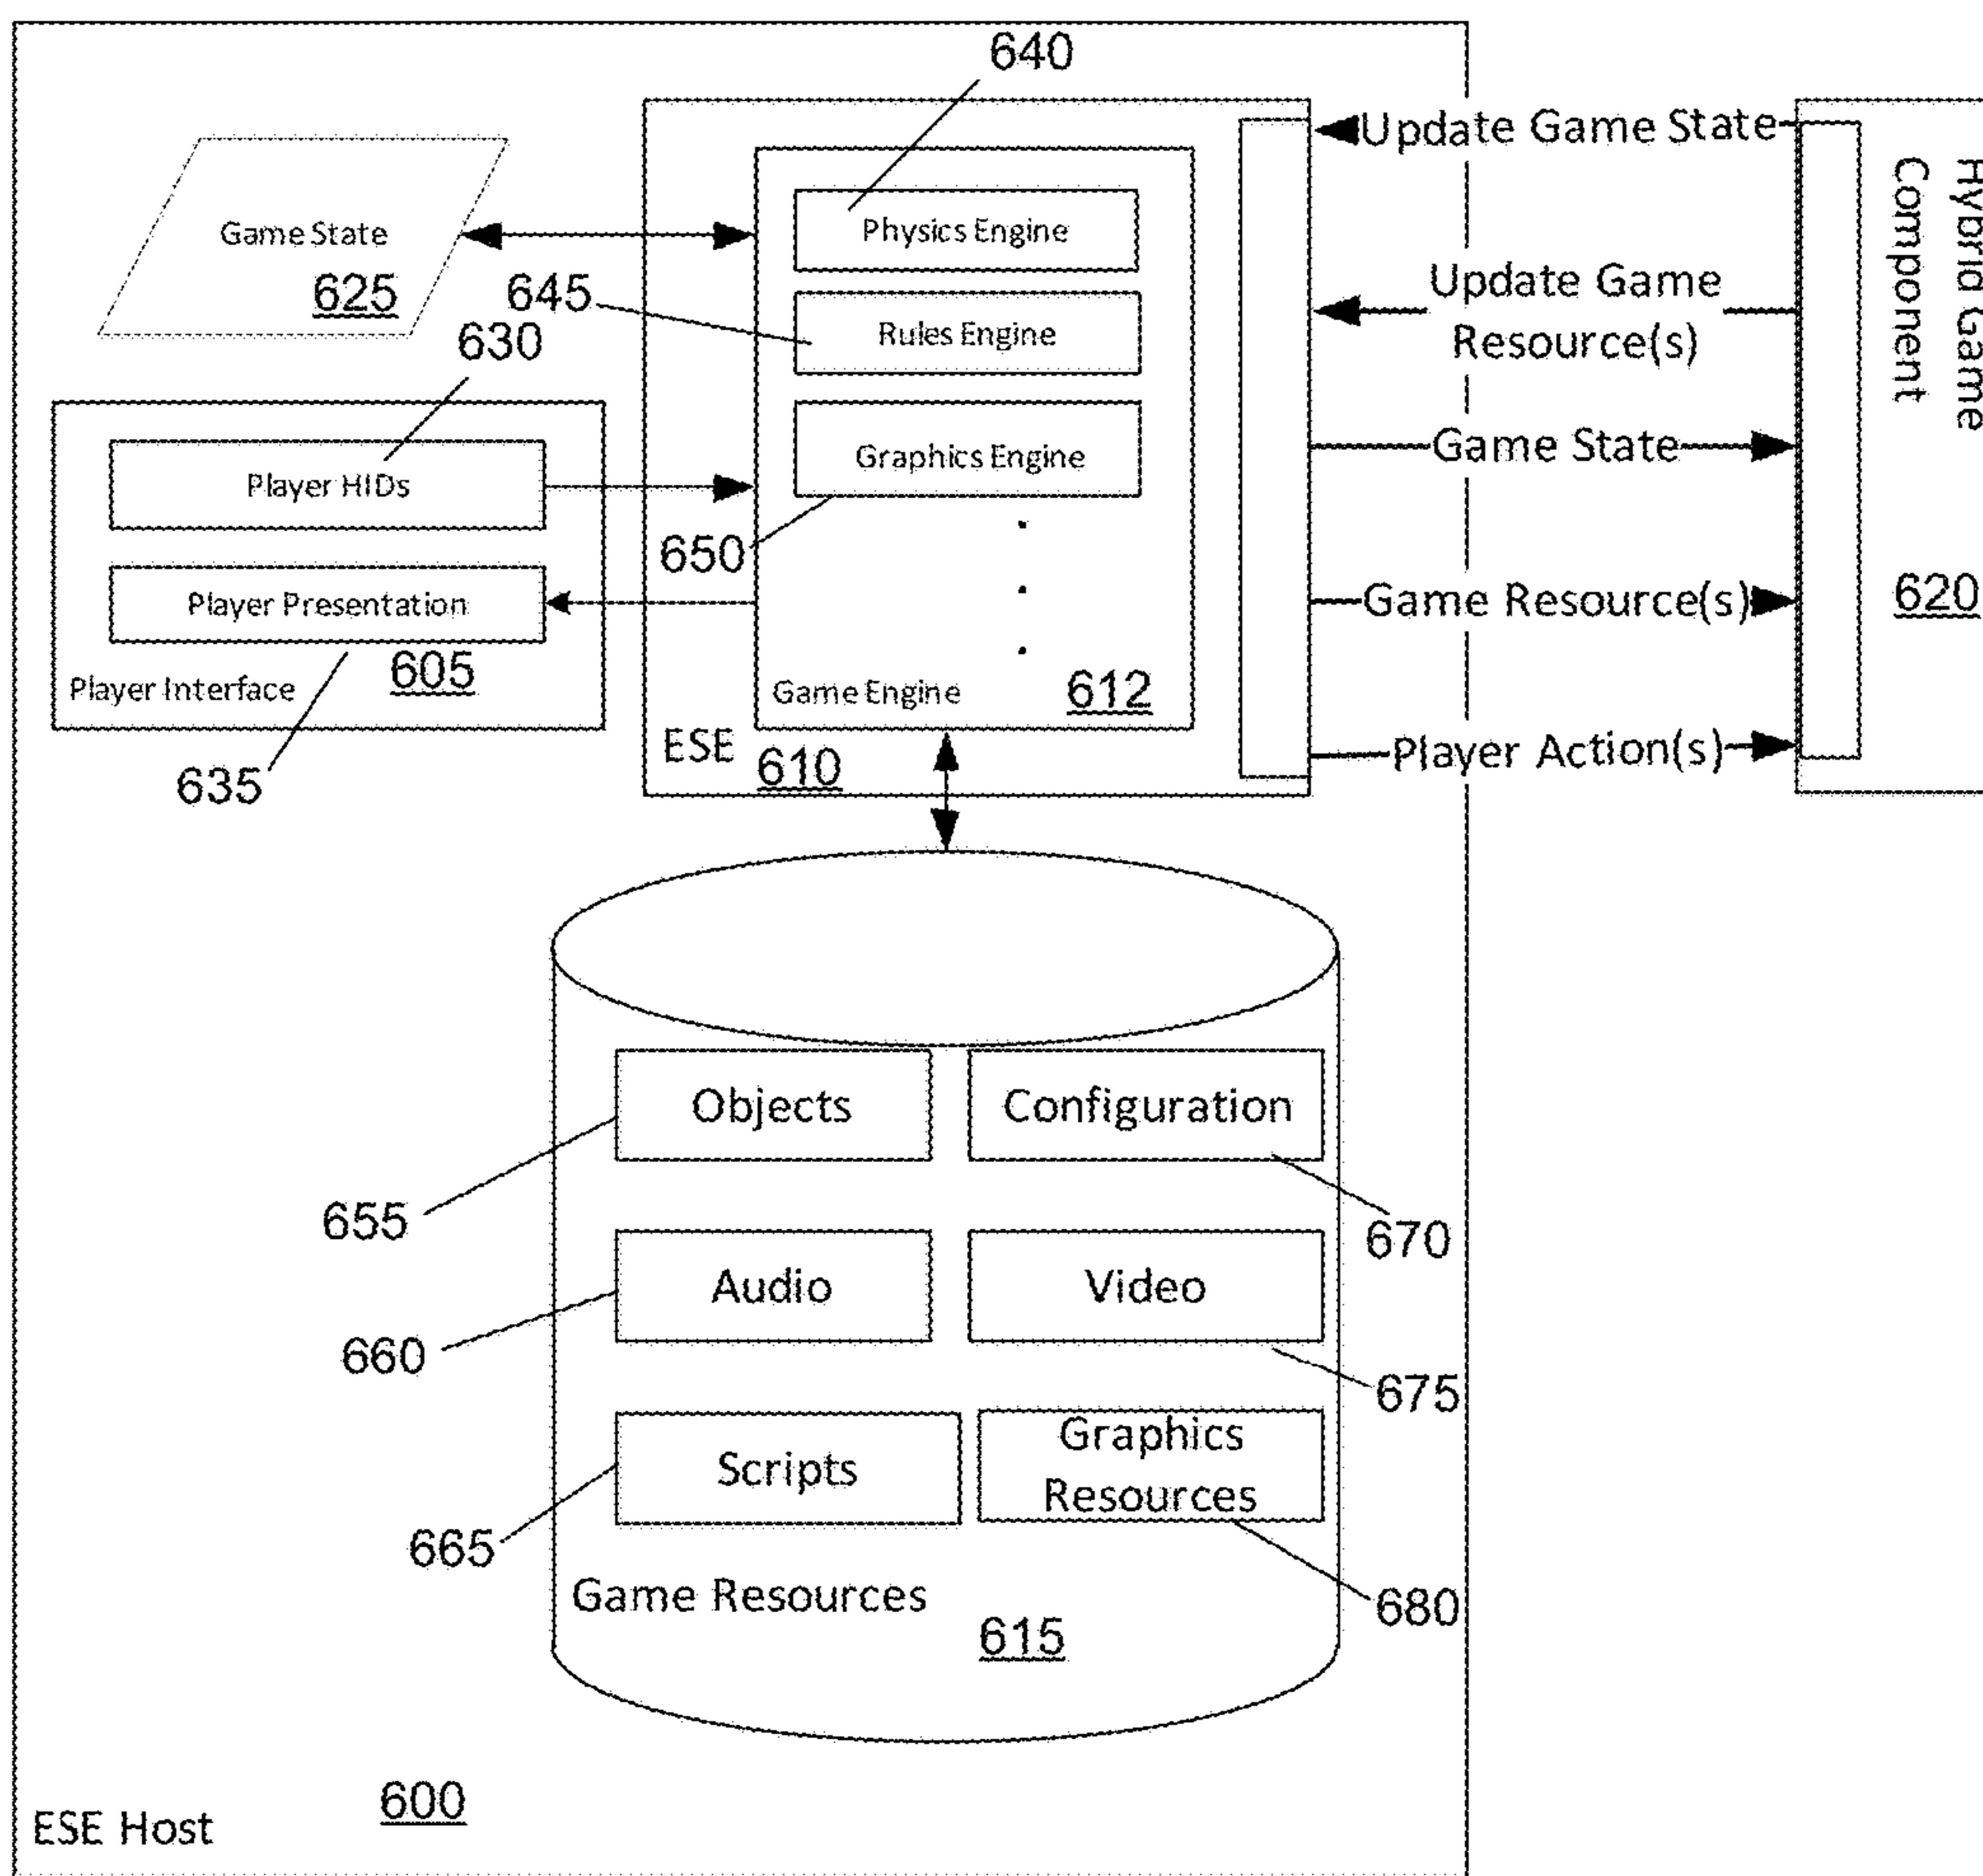 640
Update Game State
Hybrid Game
Component
Physics Engine
Game State
625
645
Rules Engine
Update Game
Resource(s)
630
Player HIDs
Graphics Engine
Game State
650
Player Presentation
Game Resource(s)
620
605
Player Interface
Game Engine
612
ESE
610
Player Action(s)
635
Objects
Configuration
655
670
Audio
Video
660
675
Scripts
Graphics
Resources
665
Game Resources
680
615
600
ESE Host